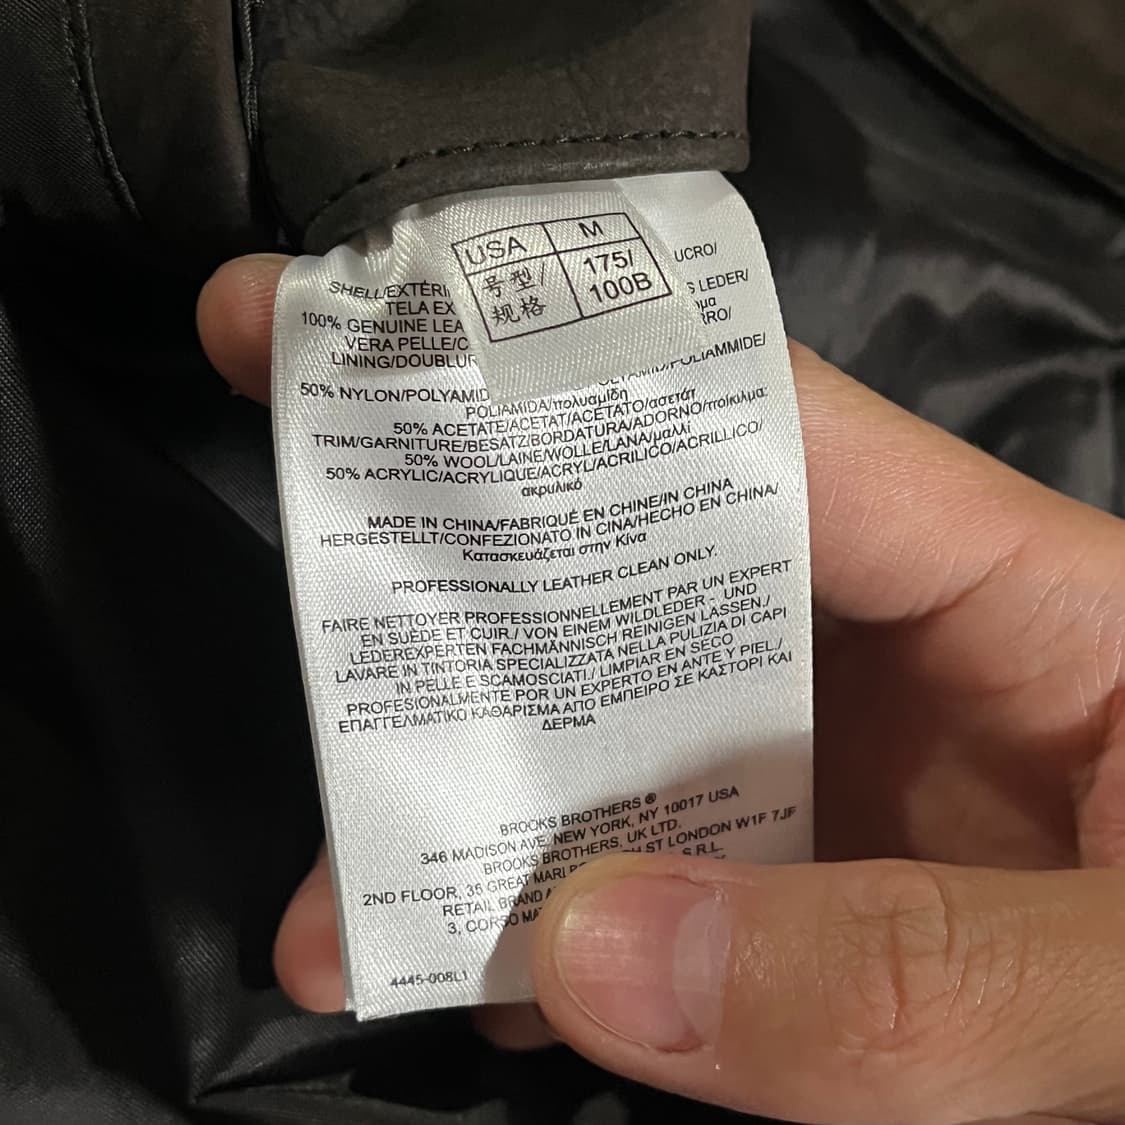 USA M
号型/ 175/
规格 100B
SHELL/EXTÉRI UCRO/
TELA EX
100% GENUINE LEA S LEDER/
VERA PELLE/C
LINING/DOUBLUR RRO/
50% NYLON/POLYAMID POLIAMMIDE/
POLIAMIDA/πολυαμίδη
50% ACETATE/ACETAT/ACETATO/ασετάτ
TRIM/GARNITURE/BESATZ/BORDATURA/ADORNO/ποίκιλμα:
50% WOOL/LAINE/WOLLE/LANA/μαλλί
50% ACRYLIC/ACRYLIQUE/ACRYL/ACRILICO/ACRILLICO/
ακρυλικό
MADE IN CHINA/FABRIQUÉ EN CHINE/IN CHINA
HERGESTELLT/CONFEZIONATO IN CINA/HECHO EN CHINA/
Κατασκευάζεται στην Κίνα
PROFESSIONALLY LEATHER CLEAN ONLY.
FAIRE NETTOYER PROFESSIONNELLEMENT PAR UN EXPERT
EN SUÈDE ET CUIR./ VON EINEM WILDLEDER - UND
LEDEREXPERTEN FACHMÄNNISCH REINIGEN LASSEN./
LAVARE IN TINTORIA SPECIALIZZATA NELLA PULIZIA DI CAPI
IN PELLE E SCAMOSCIATI./ LIMPIAR EN SECO
PROFESIONALMENTE POR UN EXPERTO EN ANTE Y PIEL./
ΕΠΑΓΓΕΛΜΑΤΙΚΟ ΚΑΘΑΡΙΣΜΑ ΑΠΟ ΕΜΠΕΙΡΟ ΣΕ ΚΑΣΤΟΡΙ ΚΑΙ
ΔΕΡΜΑ
BROOKS BROTHERS ®
346 MADISON AVE. NEW YORK, NY 10017 USA
BROOKS BROTHERS, UK LTD.
2ND FLOOR, 35 GREAT MARL ST LONDON W1F 7JF
RETAIL BRAND A S.R.L.
3, CORSO MA
4445-008L1